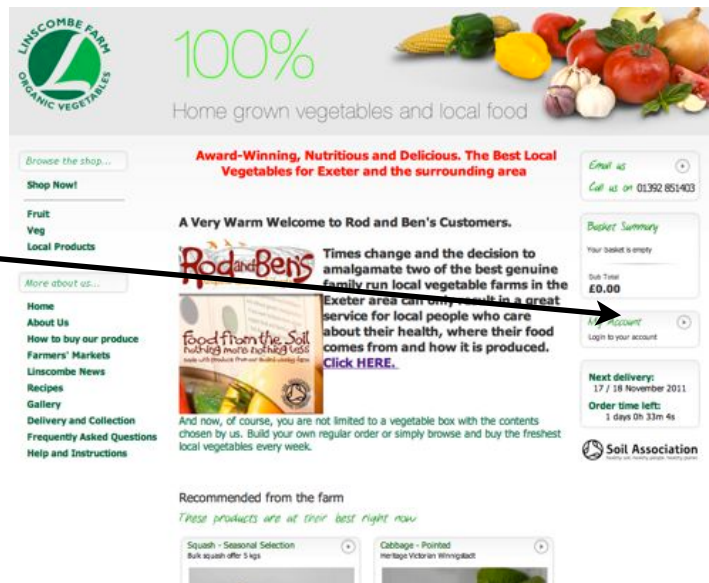 LINSCOMBE FARM
ORGANIC VEGETABLES
100%
Home grown vegetables and local food
Browse the shop...
Shop Now!
Fruit
Veg
Local Products
More about us...
Home
About Us
How to buy our produce
Farmers' Markets
Linscombe News
Recipes
Gallery
Delivery and Collection
Frequently Asked Questions
Help and Instructions
Award-Winning, Nutritious and Delicious. The Best Local
Vegetables for Exeter and the surrounding area
A Very Warm Welcome to Rod and Ben's Customers.
Rod and Ben's
Food from the Soil
nothing more nothing less
Times change and the decision to
amalgamate two of the best genuine
family run local vegetable farms in the
Exeter area can only result in a great
service for local people who care
about their health, where their food
comes from and how it is produced.
Click HERE.
And now, of course, you are not limited to a vegetable box with the contents
chosen by us. Build your own regular order or simply browse and buy the freshest
local vegetables every week.
Recommended from the farm
These products are at their best right now
Squash - Seasonal Selection
Bulk squash offer 5 kgs
Cabbage - Pointed
Heritage Victorian Winnigstadt
Email us
Call us on 01392 851403
Basket Summary
Your basket is empty
Sub Total
£0.00
My Account
Login to your account
Next delivery:
17 / 18 November 2011
Order time left:
1 days 0h 33m 4s
Soil Association
healthy soil, healthy people, healthy planet